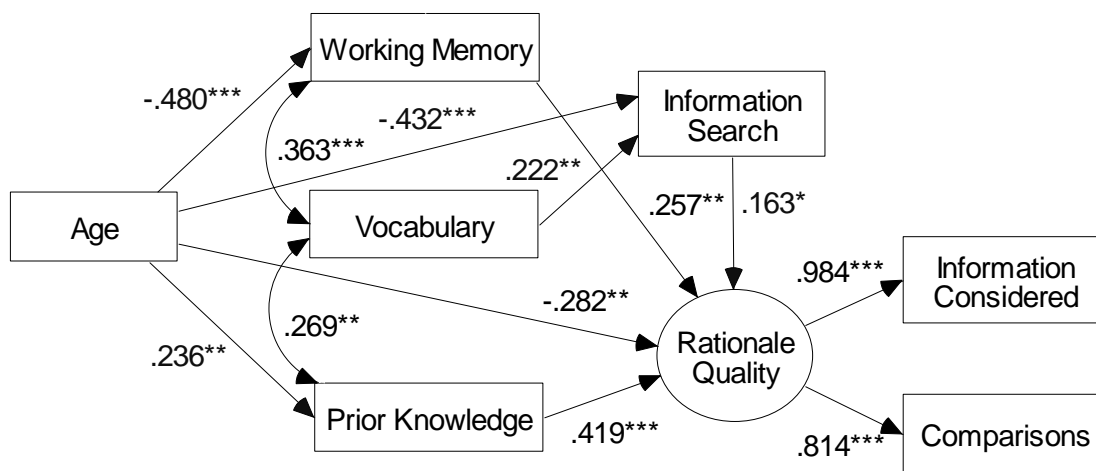 Working Memory
-.480***
-.432***
Information
Search
.363***
.222**
Age
Vocabulary
.257**
.163*
-.282**
.984***
Information
Considered
.269**
.236**
Rationale
Quality
Prior Knowledge
.419***
.814***
Comparisons